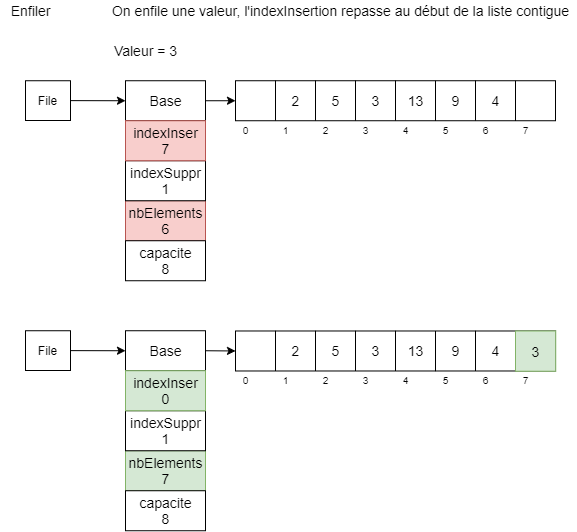 Enfiler On enfile une valeur, l'indexInsertion repasse au début de la liste contigue
Valeur = 3
File Base 2 5 3 13 9 4
0 1 2 3 4 5 6 7
indexInser
7
indexSuppr
1
nbElements
6
capacite
8
File Base 2 5 3 13 9 4 3
0 1 2 3 4 5 6 7
indexInser
0
indexSuppr
1
nbElements
7
capacite
8